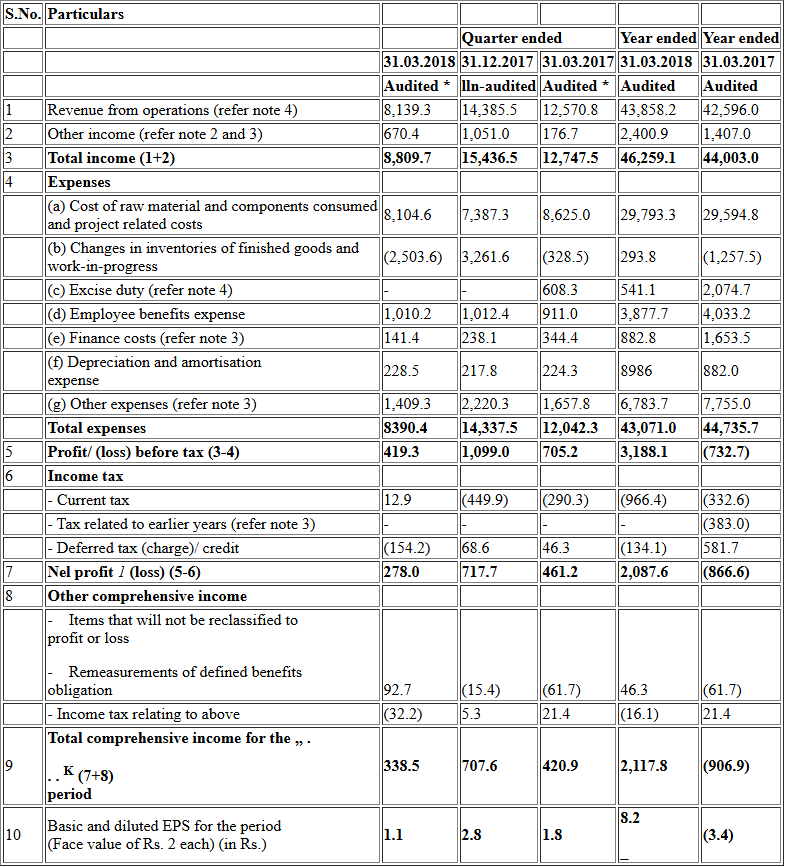 S.No. Particulars
Quarter ended Year ended Year ended
31.03.2018 31.12.2017 31.03.2017 31.03.2018 31.03.2017
Audited * lln-audited Audited * Audited Audited
1 Revenue from operations (refer note 4) 8,139.3 14,385.5 12,570.8 43,858.2 42,596.0
2 Other income (refer note 2 and 3) 670.4 1,051.0 176.7 2,400.9 1,407.0
3 Total income (1+2) 8,809.7 15,436.5 12,747.5 46,259.1 44,003.0
4 Expenses
(a) Cost of raw material and components consumed
and project related costs 8,104.6 7,387.3 8,625.0 29,793.3 29,594.8
(b) Changes in inventories of finished goods and
work-in-progress (2,503.6) 3,261.6 (328.5) 293.8 (1,257.5)
(c) Excise duty (refer note 4) - - 608.3 541.1 2,074.7
(d) Employee benefits expense 1,010.2 1,012.4 911.0 3,877.7 4,033.2
(e) Finance costs (refer note 3) 141.4 238.1 344.4 882.8 1,653.5
(f) Depreciation and amortisation
expense 228.5 217.8 224.3 8986 882.0
(g) Other expenses (refer note 3) 1,409.3 2,220.3 1,657.8 6,783.7 7,755.0
Total expenses 8390.4 14,337.5 12,042.3 43,071.0 44,735.7
5 Profit/ (loss) before tax (3-4) 419.3 1,099.0 705.2 3,188.1 (732.7)
6 Income tax
- Current tax 12.9 (449.9) (290.3) (966.4) (332.6)
- Tax related to earlier years (refer note 3) - - - - (383.0)
- Deferred tax (charge)/ credit (154.2) 68.6 46.3 (134.1) 581.7
7 Nel profit 1 (loss) (5-6) 278.0 717.7 461.2 2,087.6 (866.6)
8 Other comprehensive income
- Items that will not be reclassified to
profit or loss
- Remeasurements of defined benefits
obligation 92.7 (15.4) (61.7) 46.3 (61.7)
- Income tax relating to above (32.2) 5.3 21.4 (16.1) 21.4
Total comprehensive income for the „ .
9 . . K (7+8) 338.5 707.6 420.9 2,117.8 (906.9)
period
8.2
10 Basic and diluted EPS for the period
(Face value of Rs. 2 each) (in Rs.) 1.1 2.8 1.8 _ (3.4)